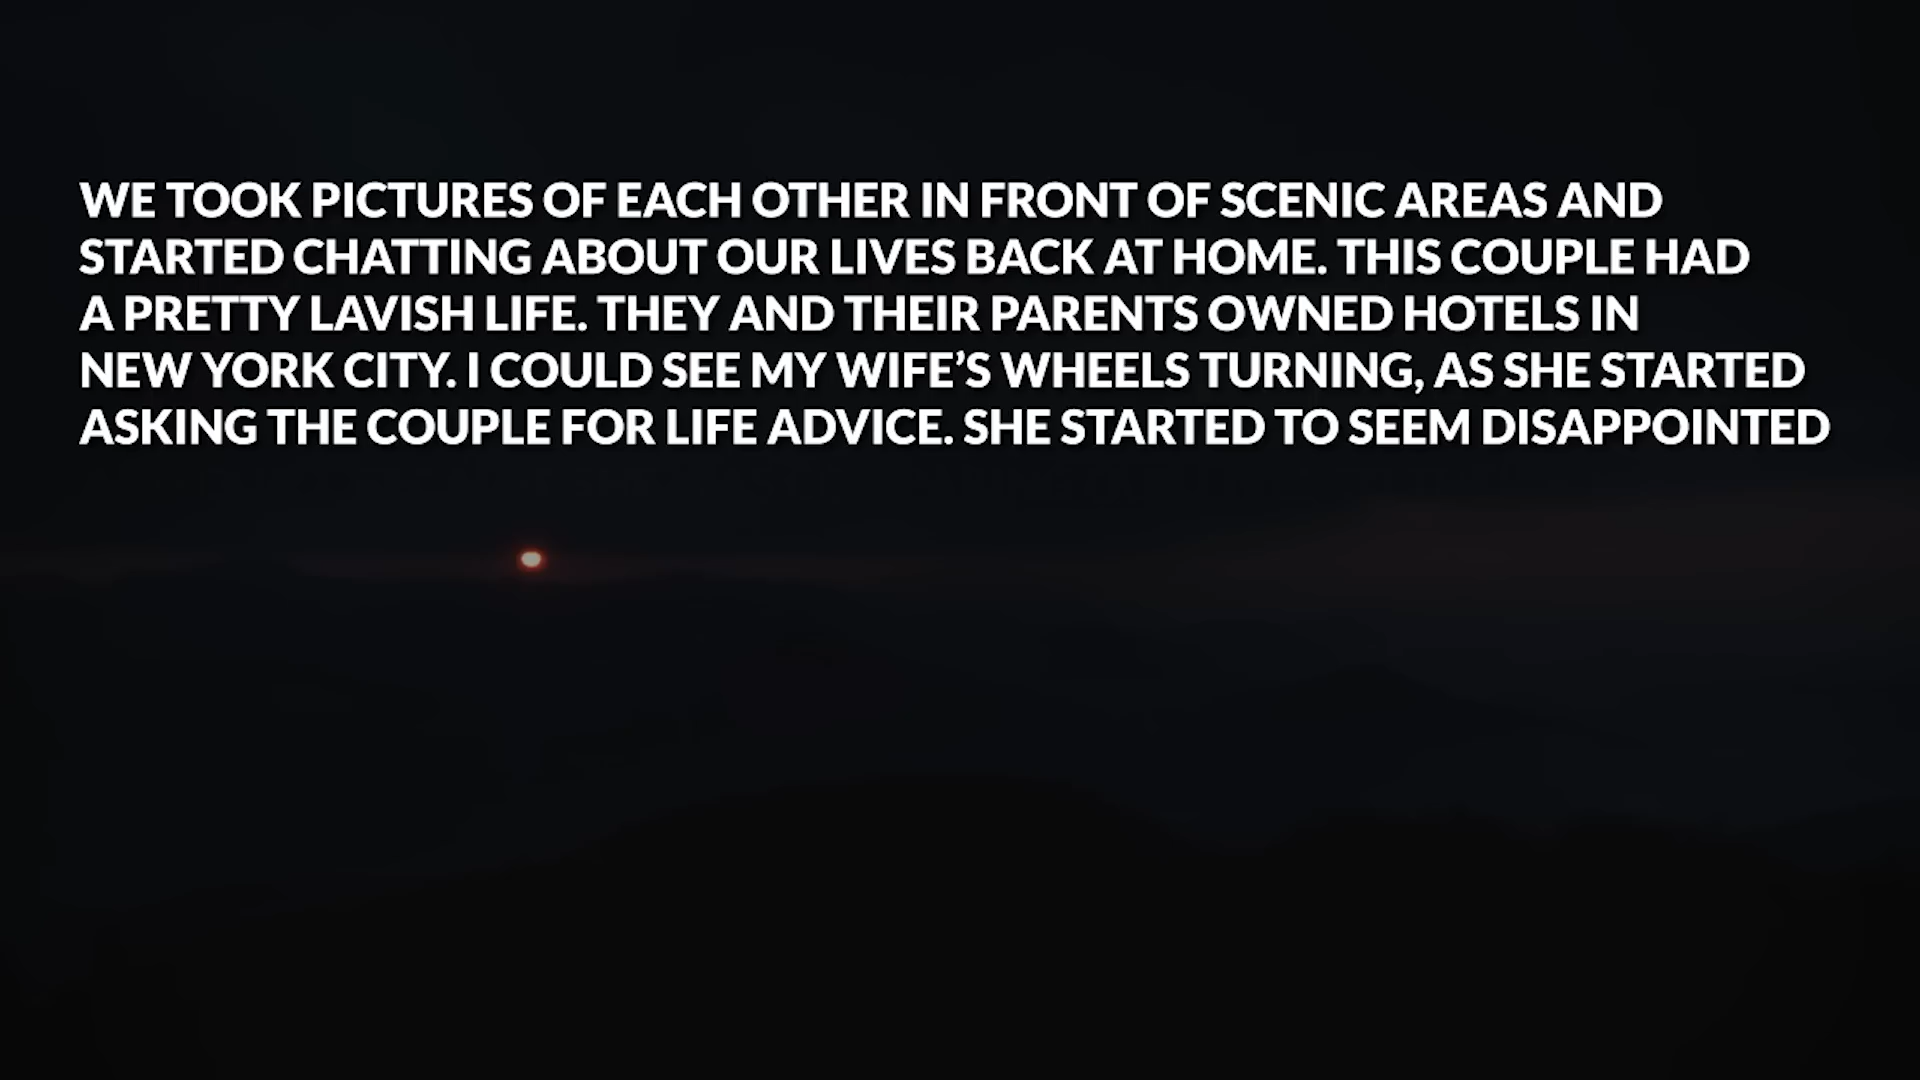 WE TOOK PICTURES OF EACH OTHER IN FRONT OF SCENIC AREAS AND
STARTED CHATTING ABOUT OUR LIVES BACK AT HOME. THIS COUPLE HAD
A PRETTY LAVISH LIFE. THEY AND THEIR PARENTS OWNED HOTELS IN
NEW YORK CITY. I COULD SEE MY WIFE’S WHEELS TURNING, AS SHE STARTED
ASKING THE COUPLE FOR LIFE ADVICE. SHE STARTED TO SEEM DISAPPOINTED